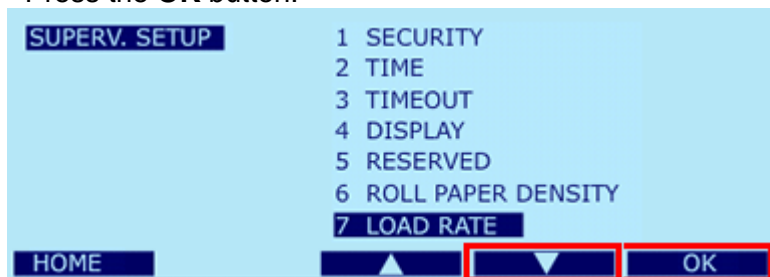 Press the OK button.
SUPERV. SETUP
1 SECURITY
2 TIME
3 TIMEOUT
4 DISPLAY
5 RESERVED
6 ROLL PAPER DENSITY
7 LOAD RATE
HOME ▲ ▼ OK